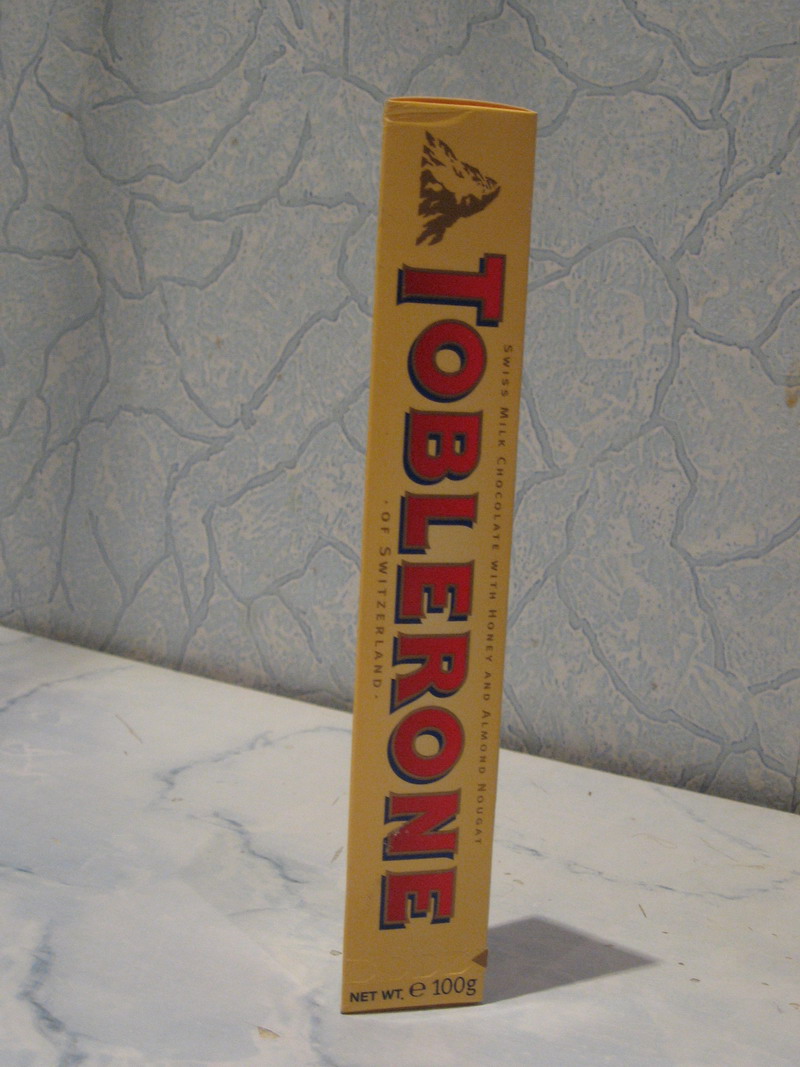 TOBLERONE
SWISS MILK CHOCOLATE WITH HONEY AND ALMOND NOUGAT
·OF SWITZERLAND·
NET WT. ℮ 100g